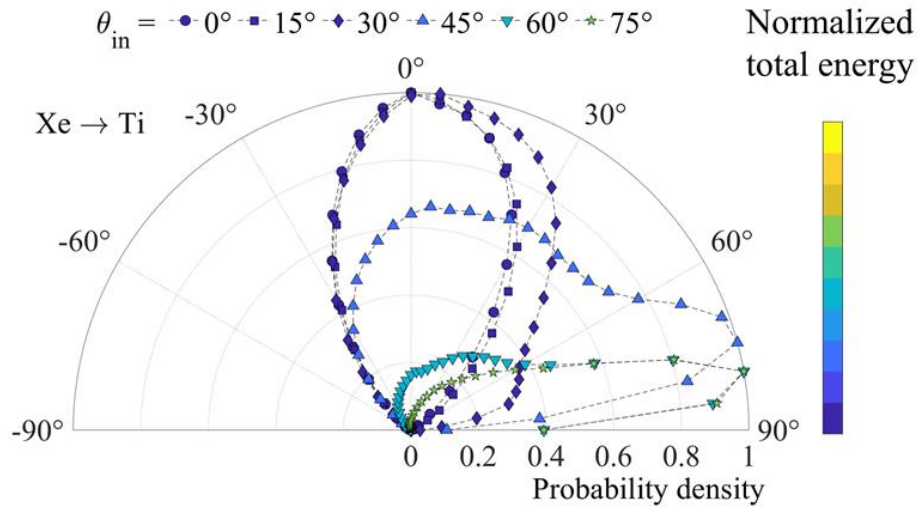 θin = 0° 15° 30° 45° 60° 75°
Normalized
total energy
0°
Xe → Ti
-30°
30°
-60°
60°
-90°
90°
0 0.2 0.4 0.6 0.8 1
Probability density